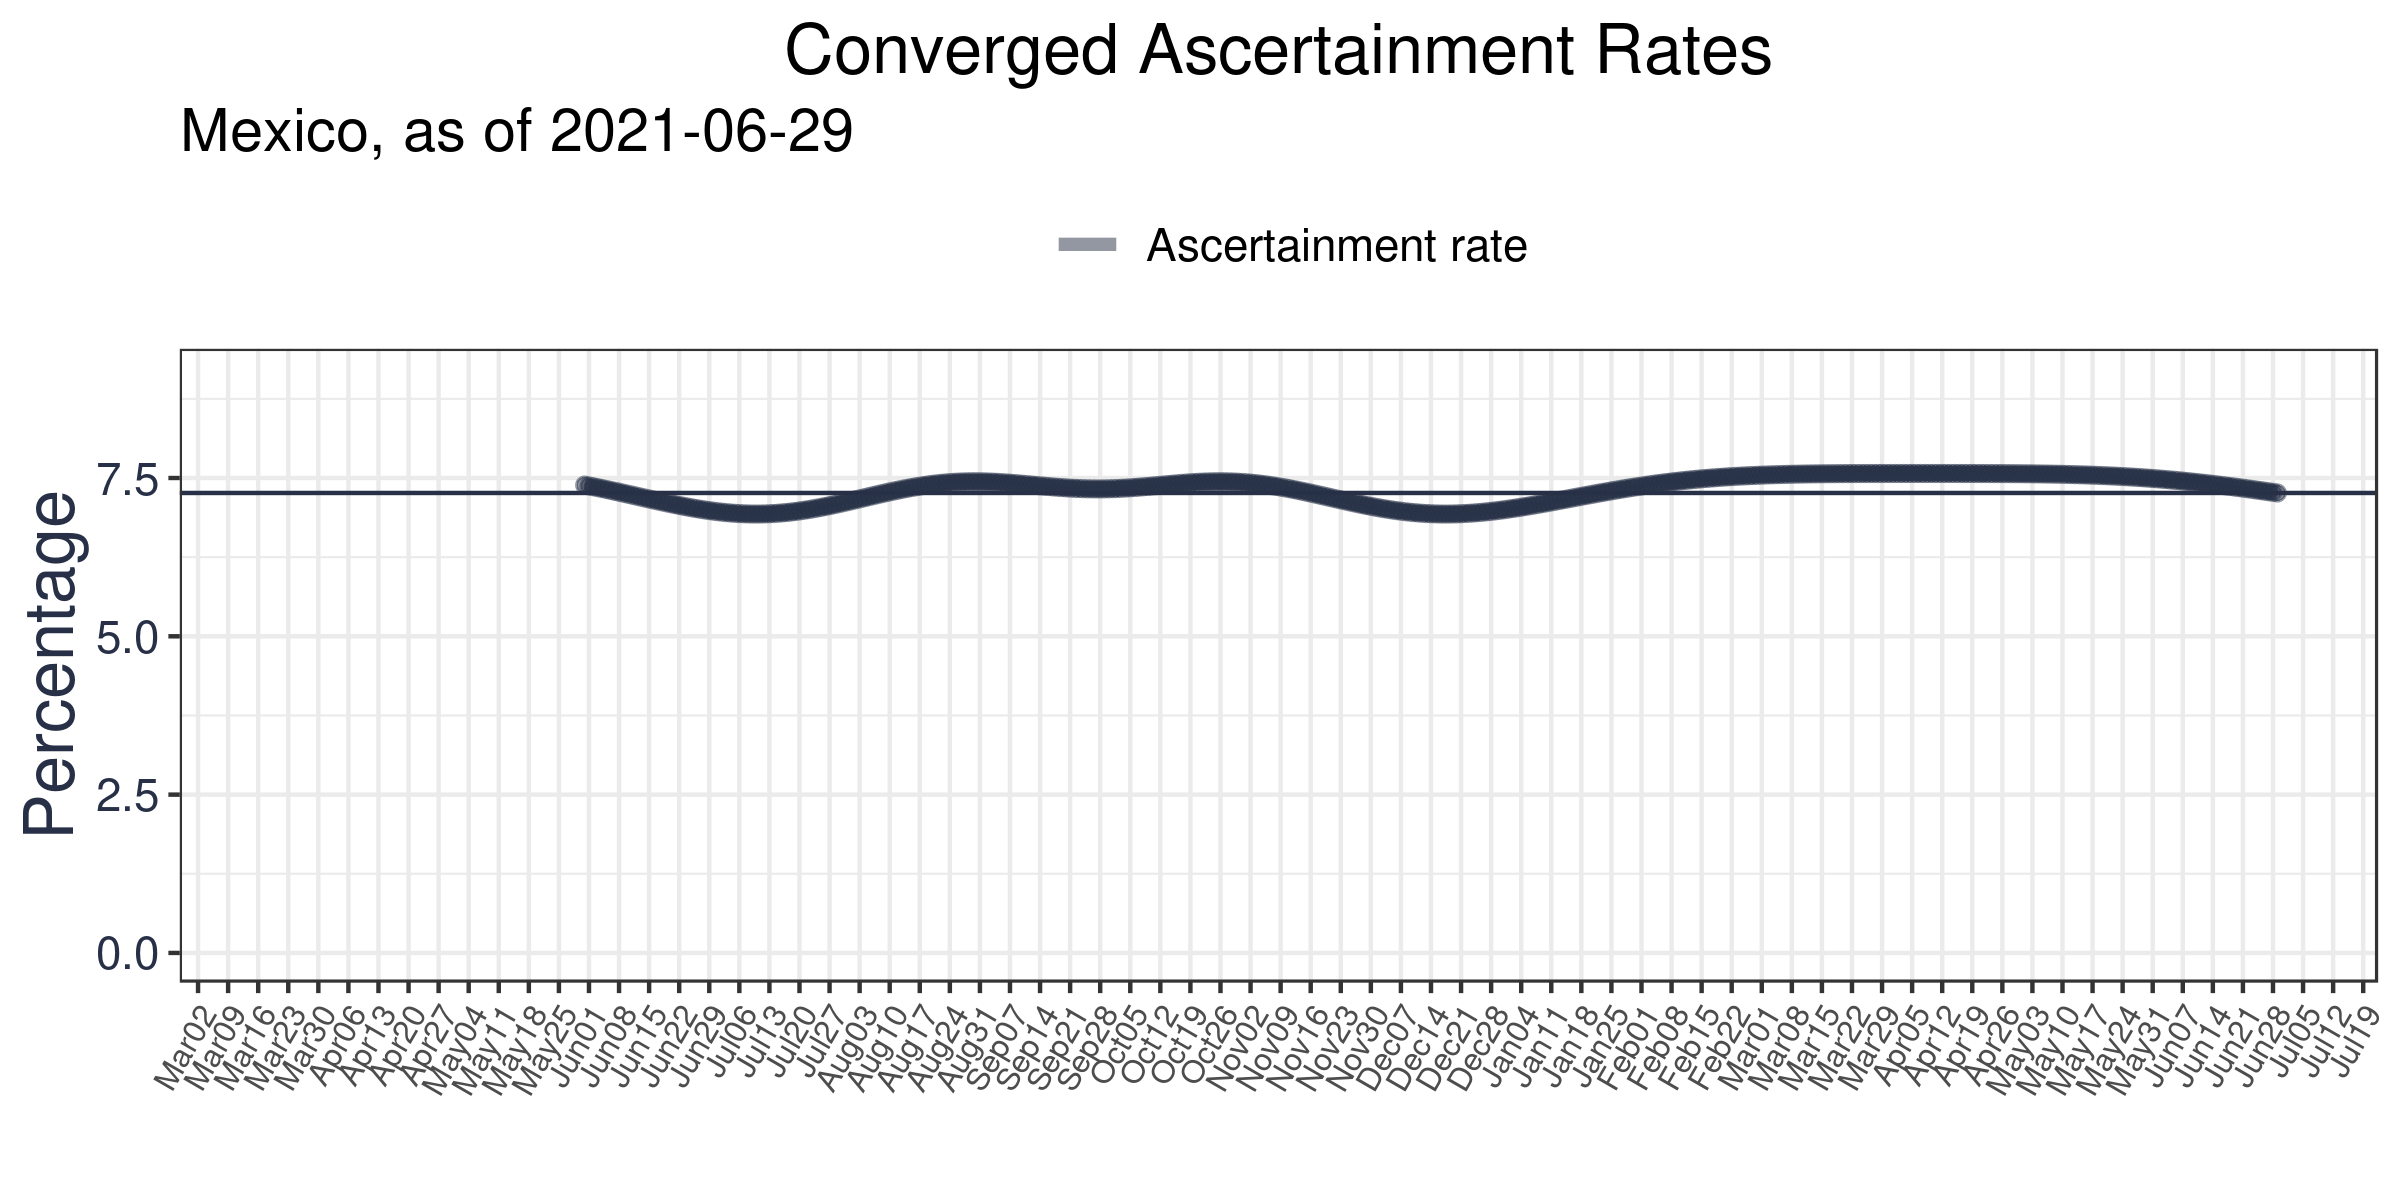 Converged Ascertainment Rates
Mexico, as of 2021-06-29
Ascertainment rate
Percentage
7.5
5.0
2.5
0.0
Mar02
Mar09
Mar16
Mar23
Mar30
Apr06
Apr13
Apr20
Apr27
May04
May11
May18
May25
Jun01
Jun08
Jun15
Jun22
Jun29
Jul06
Jul13
Jul20
Jul27
Aug03
Aug10
Aug17
Aug24
Aug31
Sep07
Sep14
Sep21
Sep28
Oct05
Oct12
Oct19
Oct26
Nov02
Nov09
Nov16
Nov23
Nov30
Dec07
Dec14
Dec21
Dec28
Jan04
Jan11
Jan18
Jan25
Feb01
Feb08
Feb15
Feb22
Mar01
Mar08
Mar15
Mar22
Mar29
Apr05
Apr12
Apr19
Apr26
May03
May10
May17
May24
May31
Jun07
Jun14
Jun21
Jun28
Jul05
Jul12
Jul19